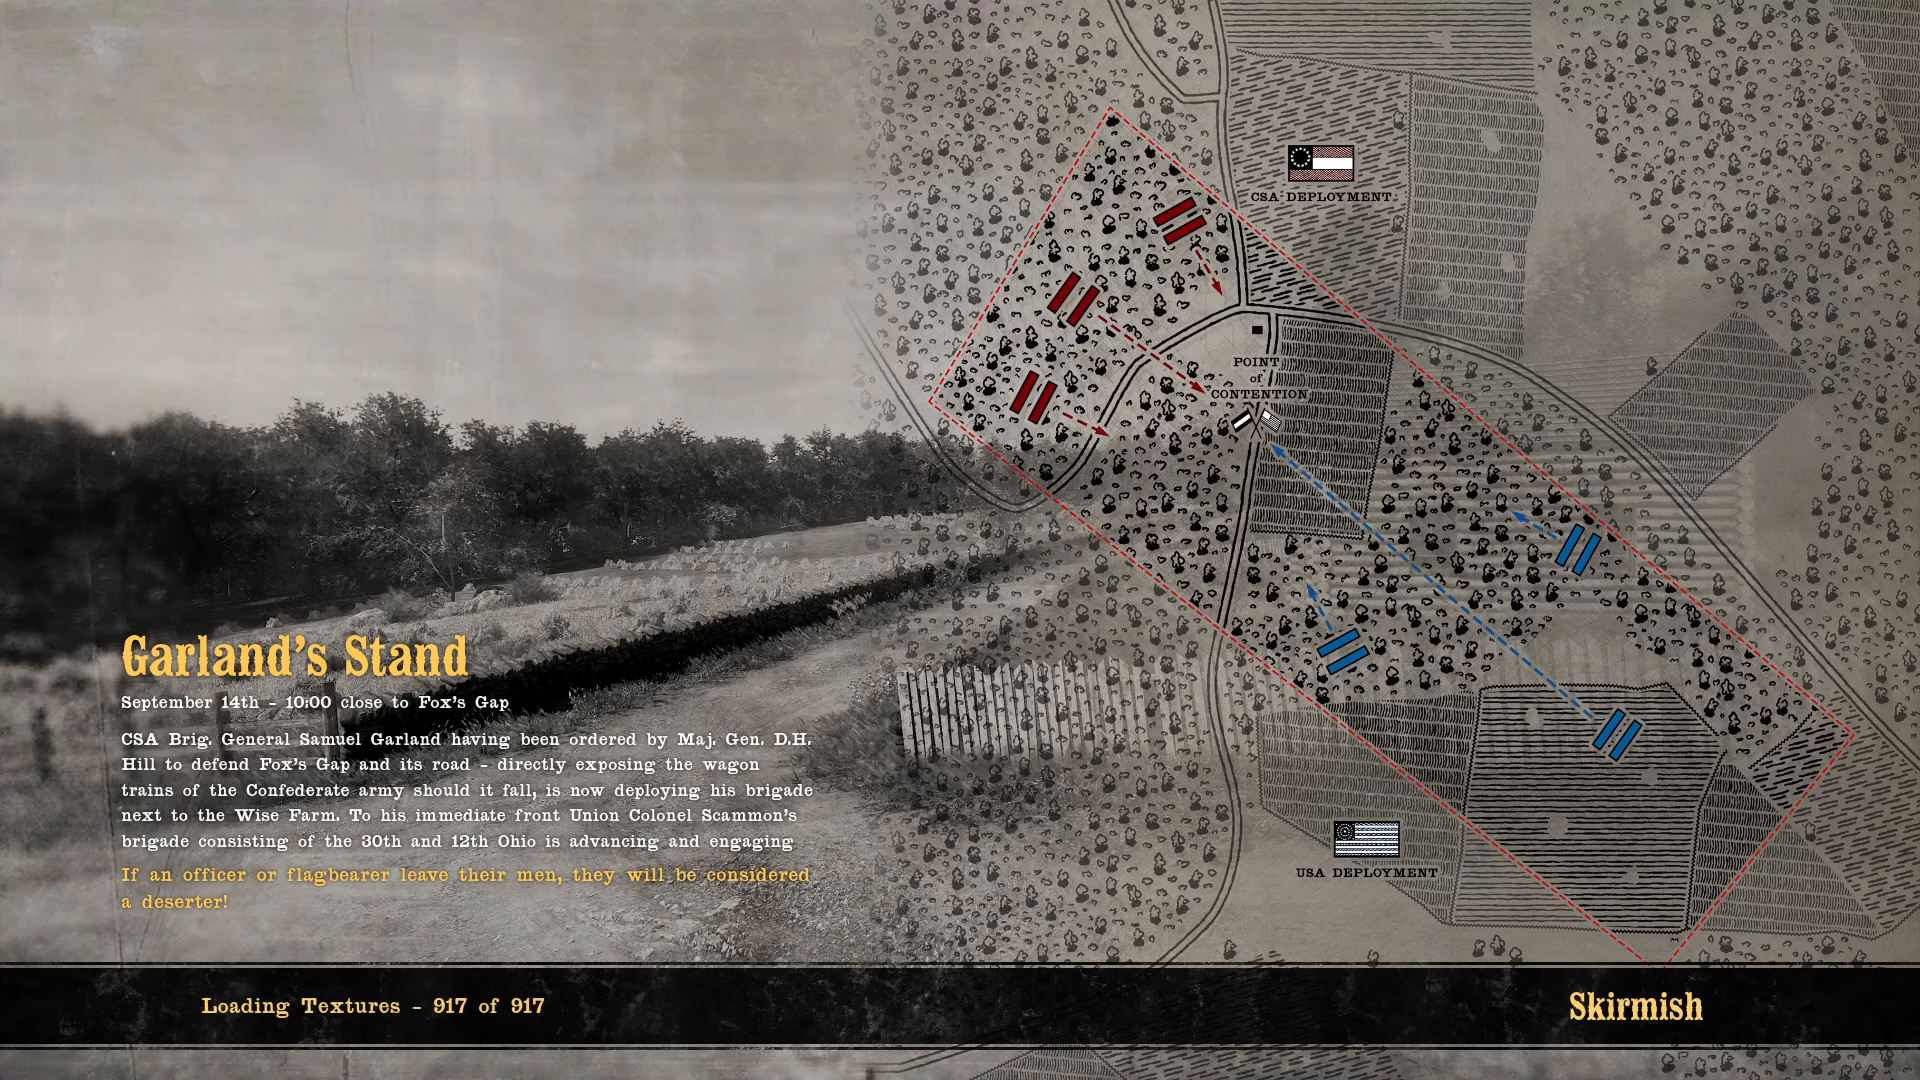 CSA DEPLOYMENT
POINT
of
CONTENTION
Garland's Stand
September 14th - 10:00 close to Fox's Gap
CSA Brig. General Samuel Garland having been ordered by Maj. Gen. D.H.
Hill to defend Fox's Gap and its road - directly exposing the wagon
trains of the Confederate army should it fall, is now deploying his brigade
next to the Wise Farm. To his immediate front Union Colonel Scammon's
brigade consisting of the 30th and 12th Ohio is advancing and engaging
If an officer or flagbearer leave their men, they will be considered
a deserter!
USA DEPLOYMENT
Loading Textures - 917 of 917
Skirmish